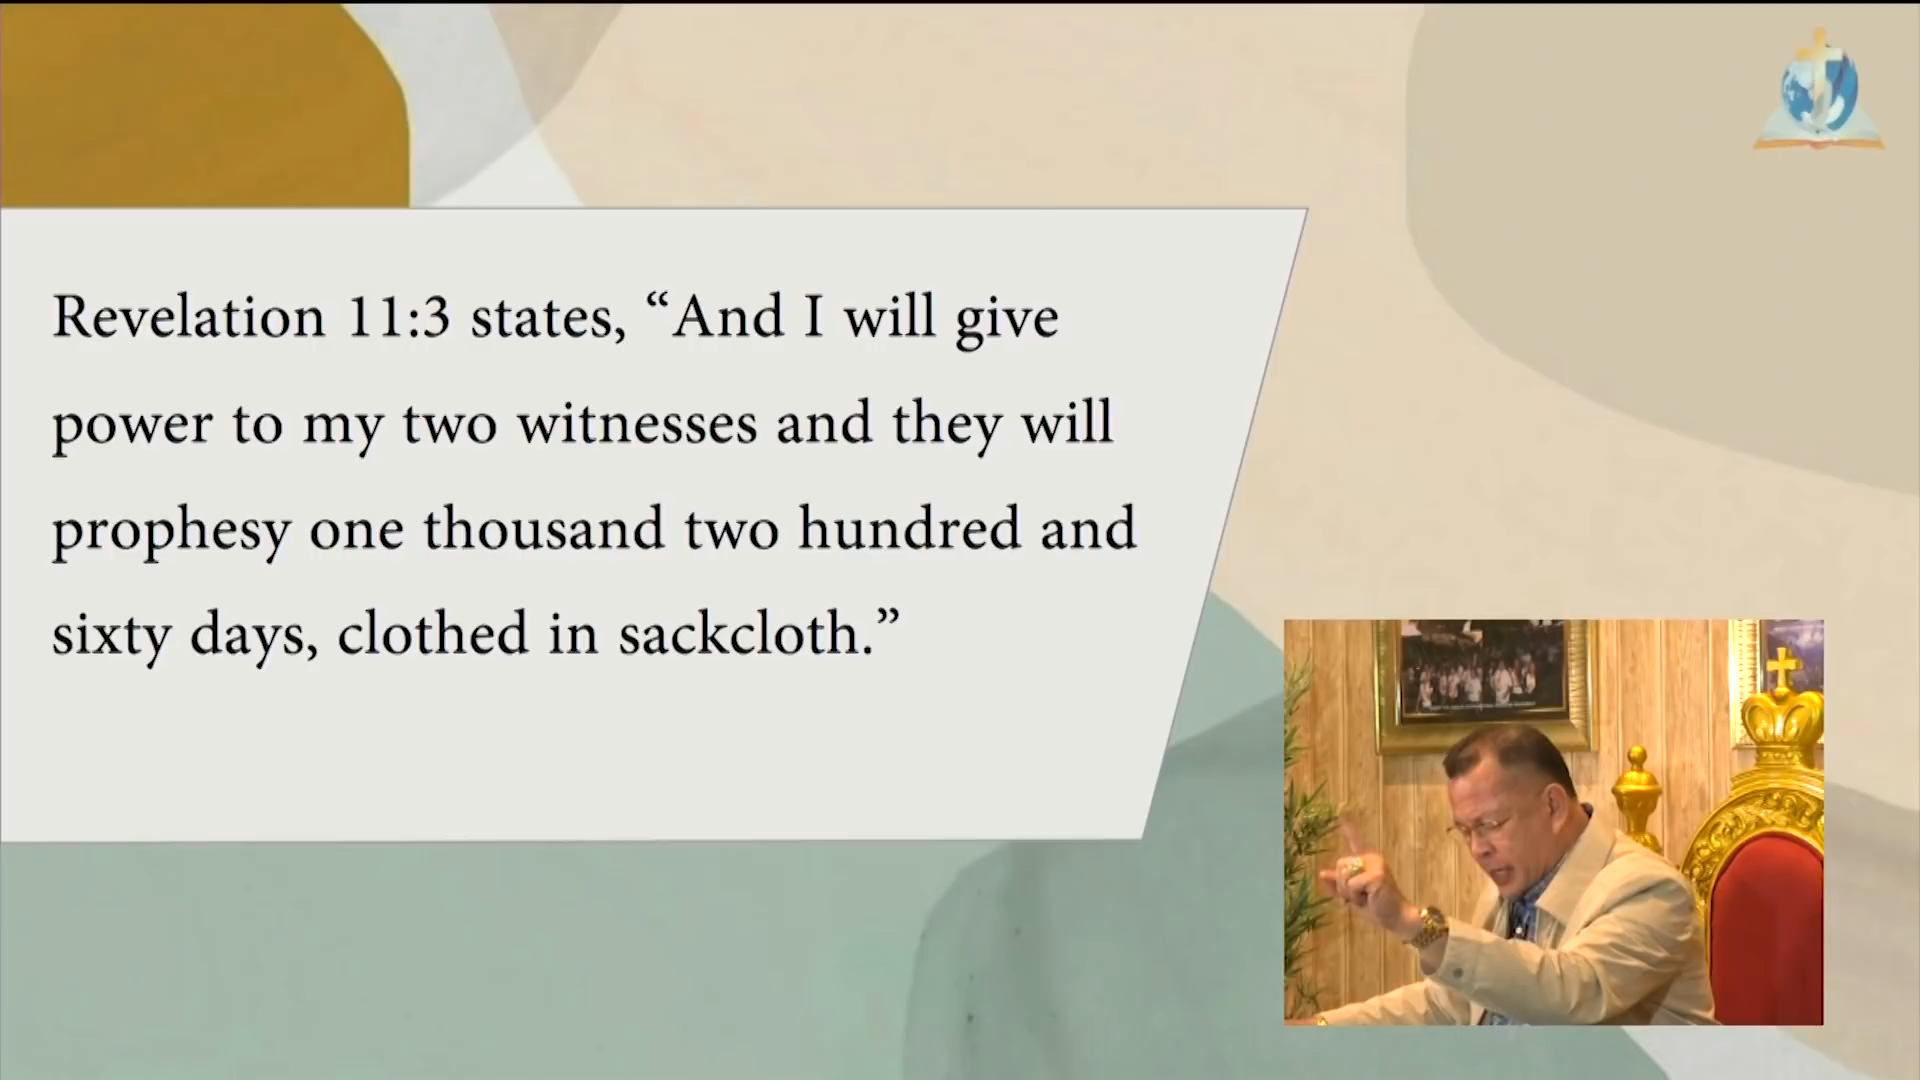 Revelation 11:3 states, “And I will give
power to my two witnesses and they will
prophesy one thousand two hundred and
sixty days, clothed in sackcloth.”